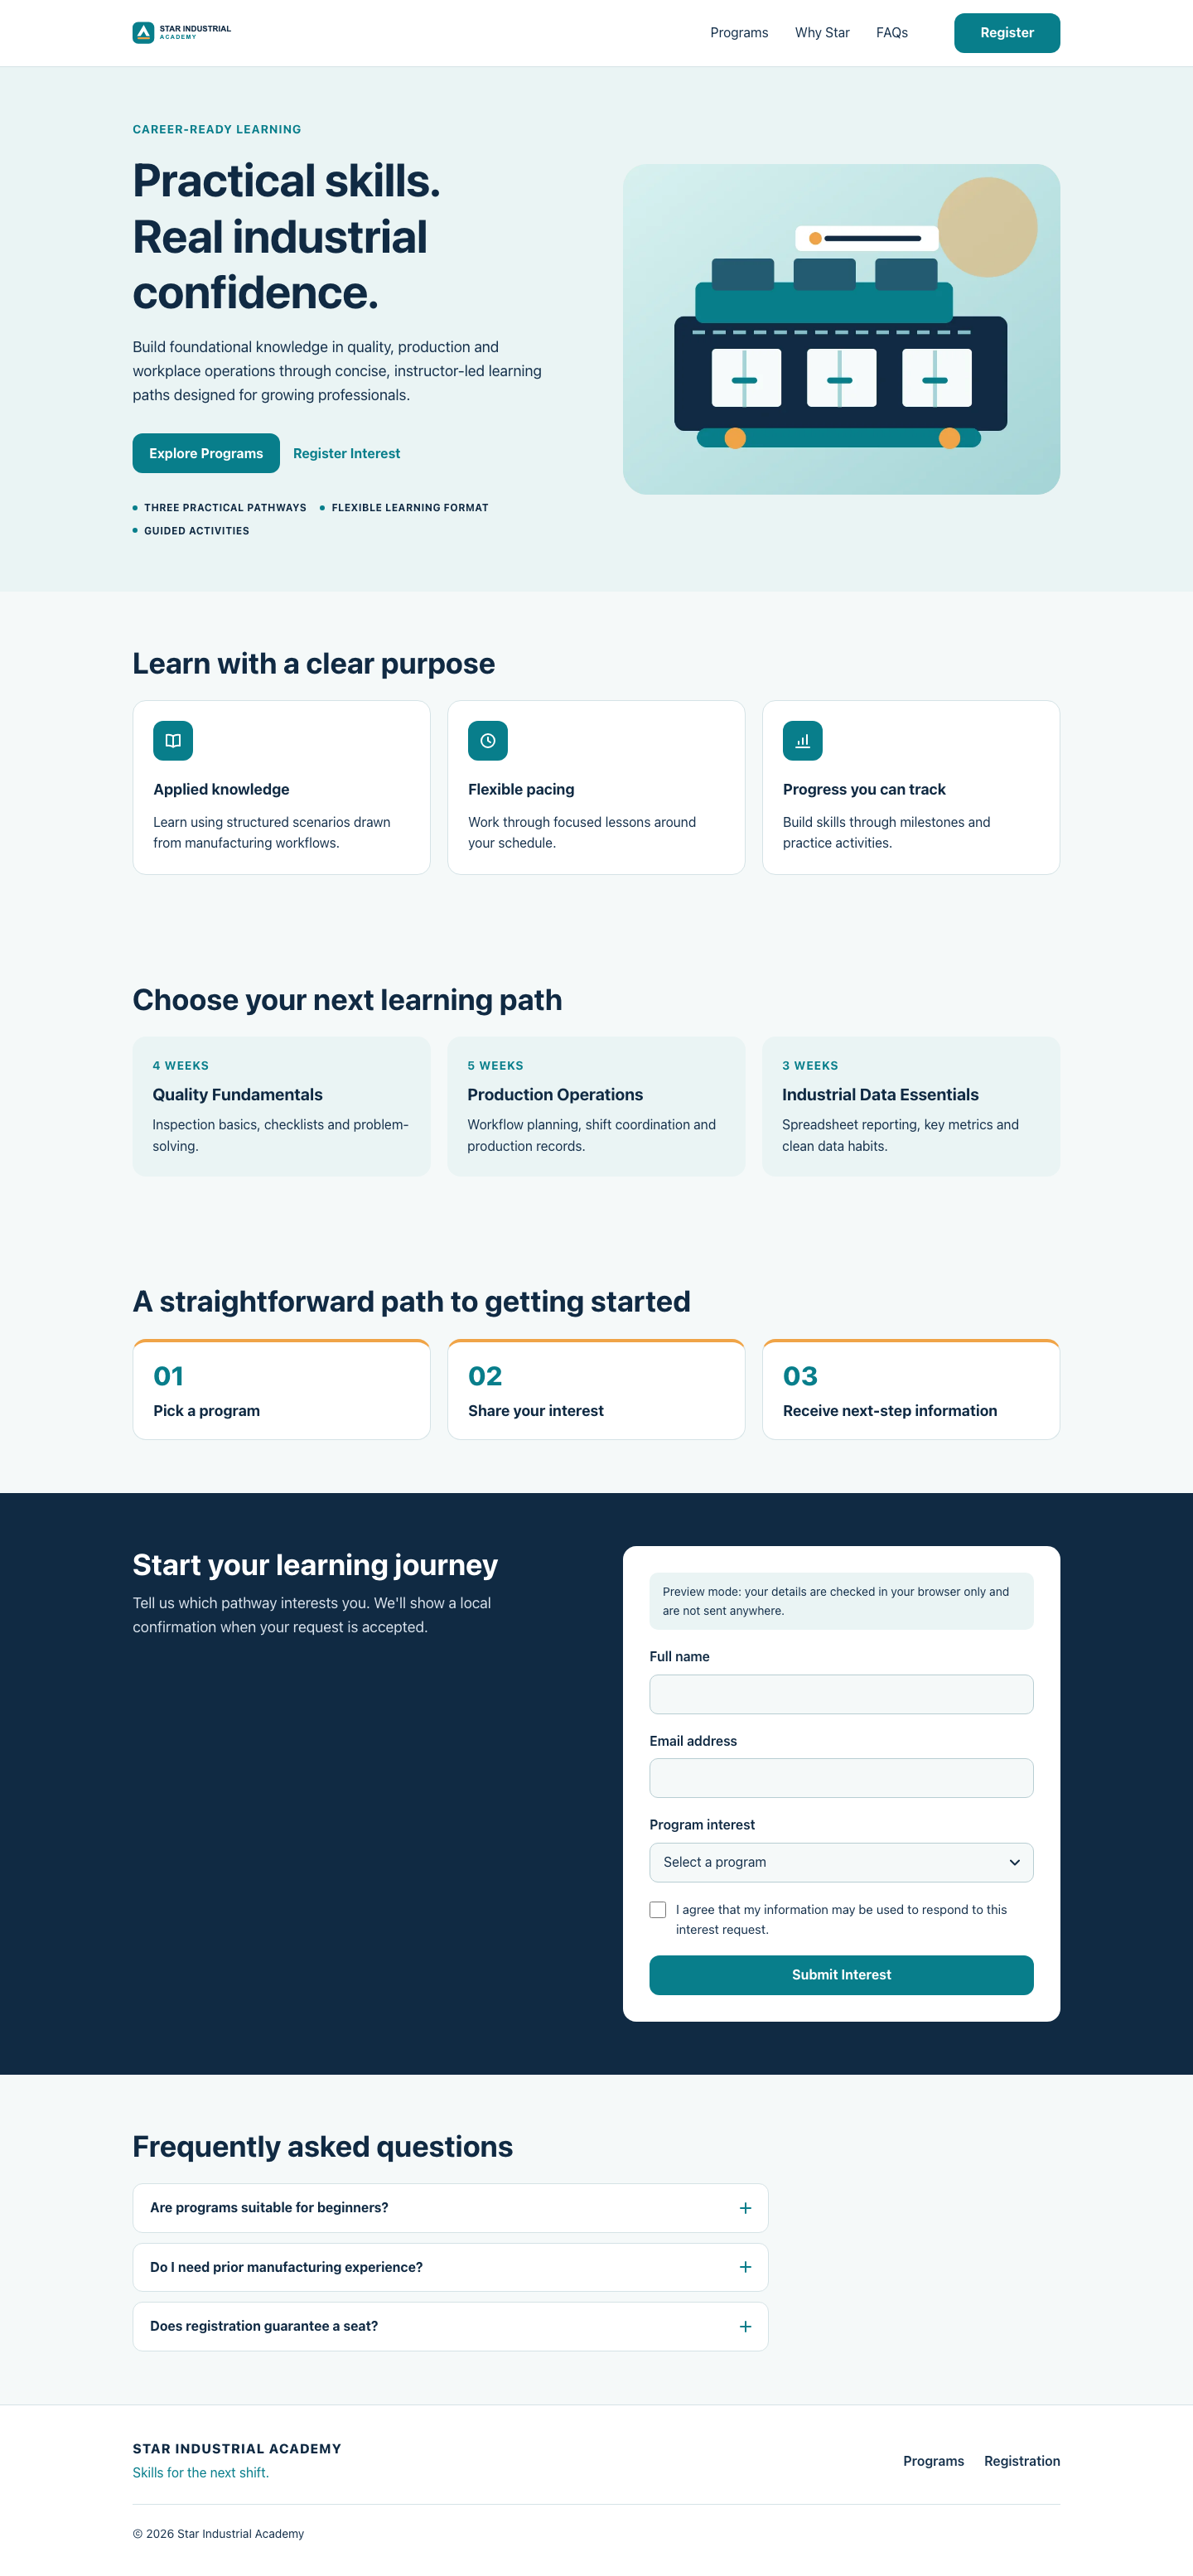 STAR INDUSTRIAL
ACADEMY
Programs
Why Star
FAQs
Register
CAREER-READY LEARNING
Practical skills.
Real industrial
confidence.
Build foundational knowledge in quality, production and
workplace operations through concise, instructor-led learning
paths designed for growing professionals.
Explore Programs
Register Interest
THREE PRACTICAL PATHWAYS
FLEXIBLE LEARNING FORMAT
GUIDED ACTIVITIES
Learn with a clear purpose
Applied knowledge
Learn using structured scenarios drawn
from manufacturing workflows.
Flexible pacing
Work through focused lessons around
your schedule.
Progress you can track
Build skills through milestones and
practice activities.
Choose your next learning path
4 WEEKS
Quality Fundamentals
Inspection basics, checklists and problem-
solving.
5 WEEKS
Production Operations
Workflow planning, shift coordination and
production records.
3 WEEKS
Industrial Data Essentials
Spreadsheet reporting, key metrics and
clean data habits.
A straightforward path to getting started
01
Pick a program
02
Share your interest
03
Receive next-step information
Start your learning journey
Tell us which pathway interests you. We'll show a local
confirmation when your request is accepted.
Preview mode: your details are checked in your browser only and
are not sent anywhere.
Full name
Email address
Program interest
Select a program
I agree that my information may be used to respond to this
interest request.
Submit Interest
Frequently asked questions
Are programs suitable for beginners?
Do I need prior manufacturing experience?
Does registration guarantee a seat?
STAR INDUSTRIAL ACADEMY
Skills for the next shift.
Programs
Registration
© 2026 Star Industrial Academy